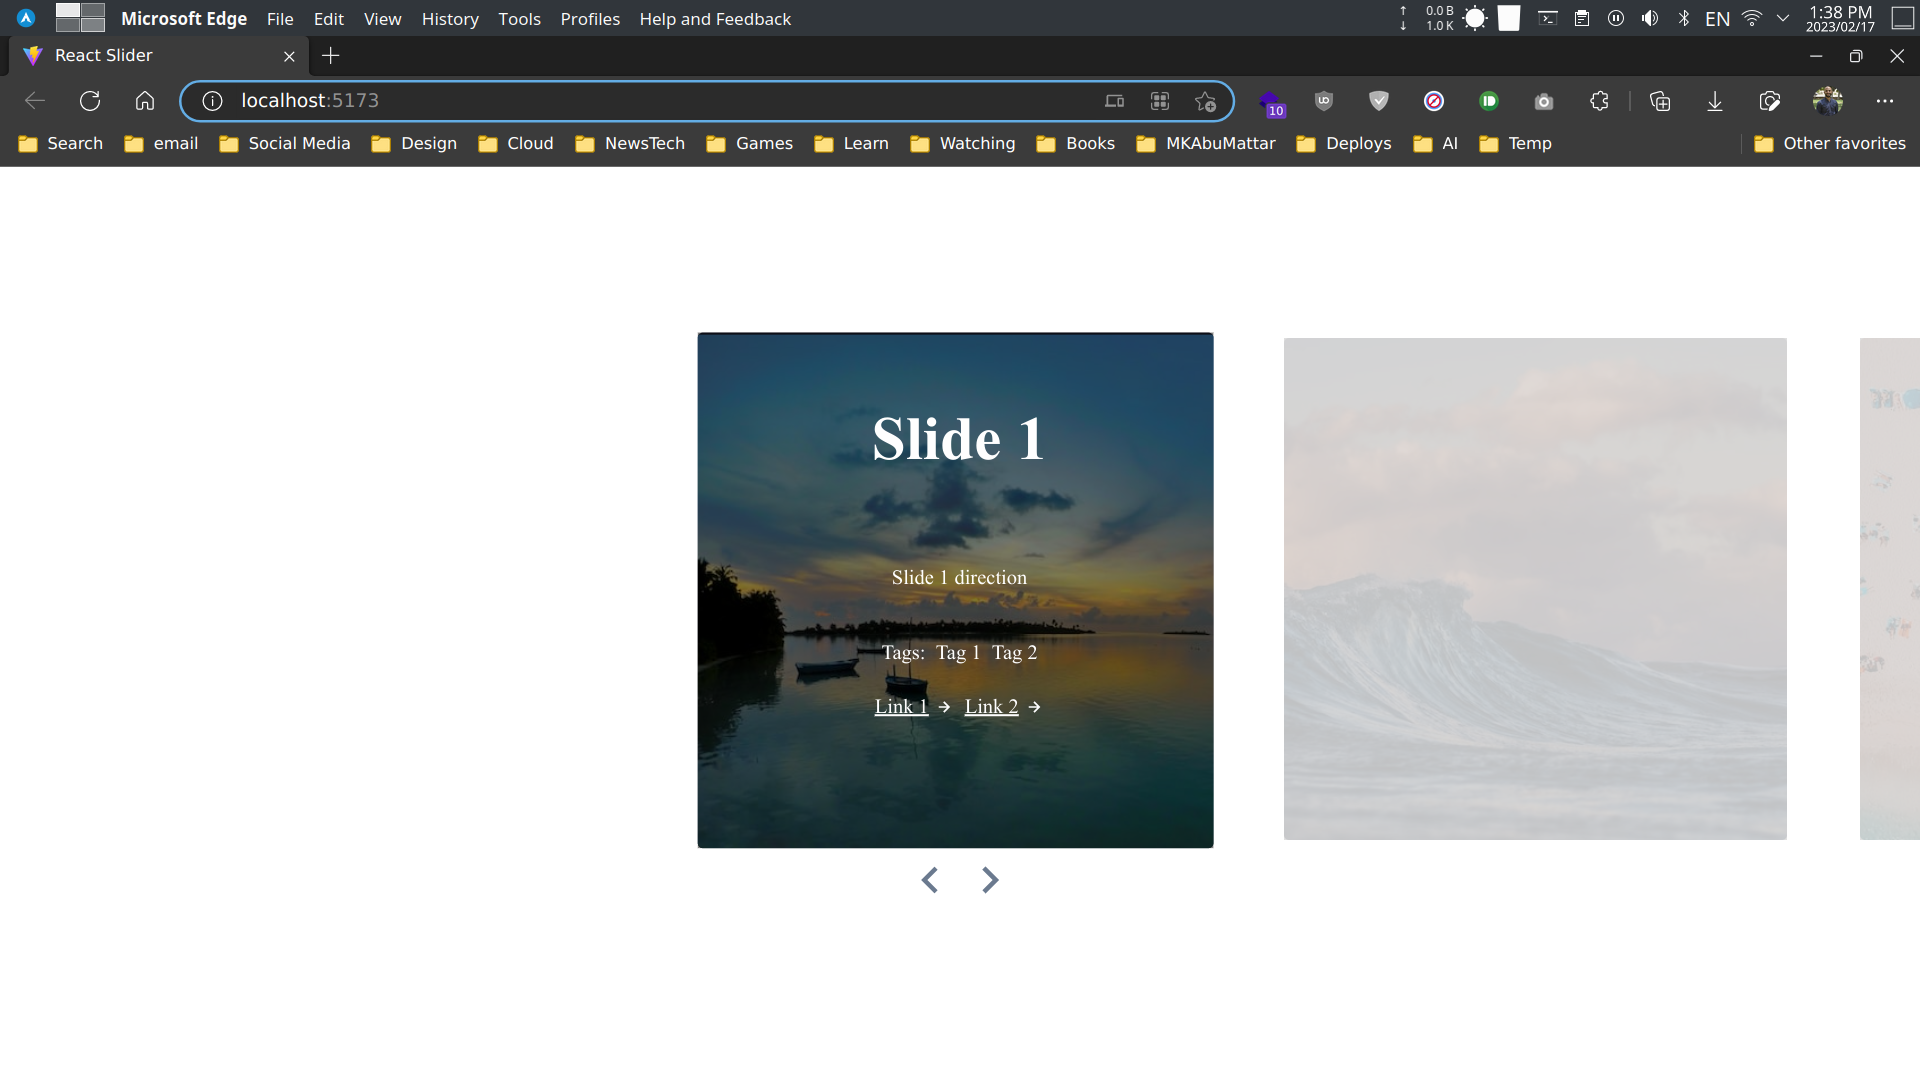 Microsoft Edge File Edit View History Tools Profiles Help and Feedback
0.0 B
1.0 K
EN
1:38 PM
2023/02/17
React Slider
localhost:5173
10
Search email Social Media Design Cloud NewsTech Games Learn Watching Books MKAbuMattar Deploys AI Temp Other favorites
Slide 1
Slide 1 direction
Tags: Tag 1 Tag 2
Link 1 → Link 2 →